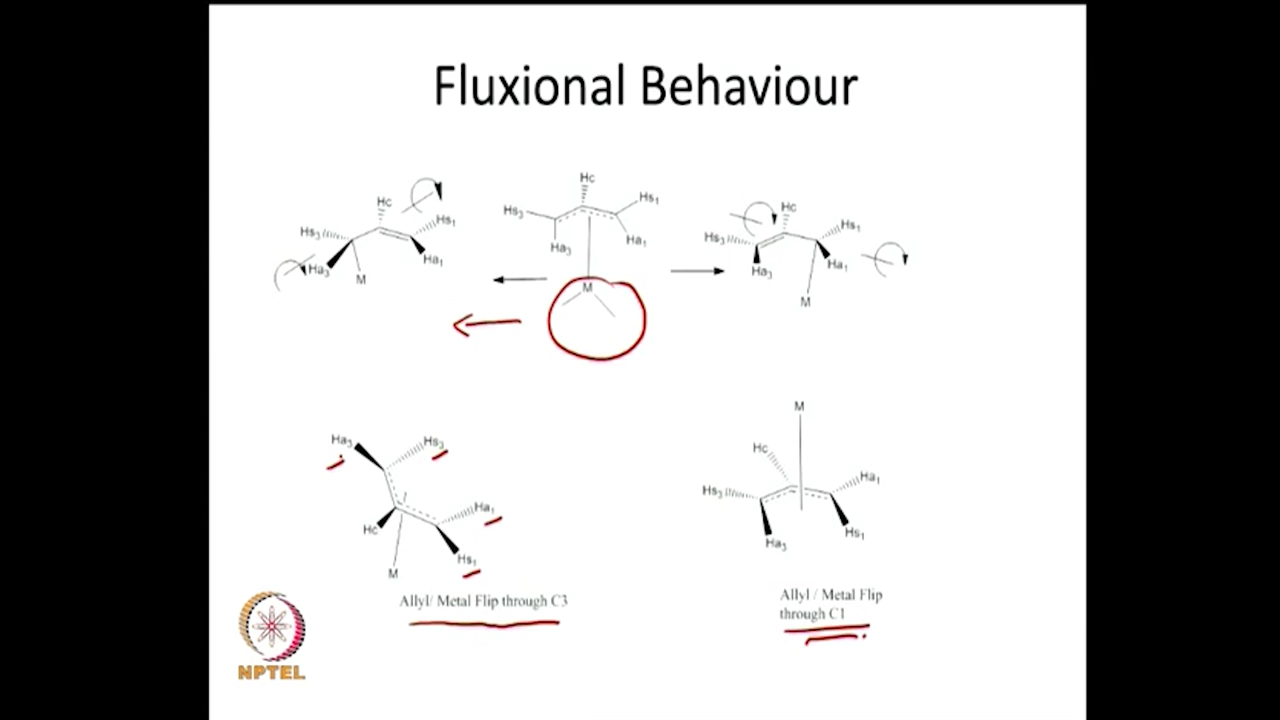 Fluxional Behaviour
Hc
Hs3
Hs1
Ha3
Ha1
M
Hc
Hs3
Hs1
Ha3
Ha1
M
Hc
Hs3
Hs1
Ha3
Ha1
M
Ha3
Hs3
Ha1
Hc
Hs1
M
Allyl/ Metal Flip through C3
M
Hc
Hs3
Ha1
Ha3
Hs1
Allyl / Metal Flip
through C1
NPTEL